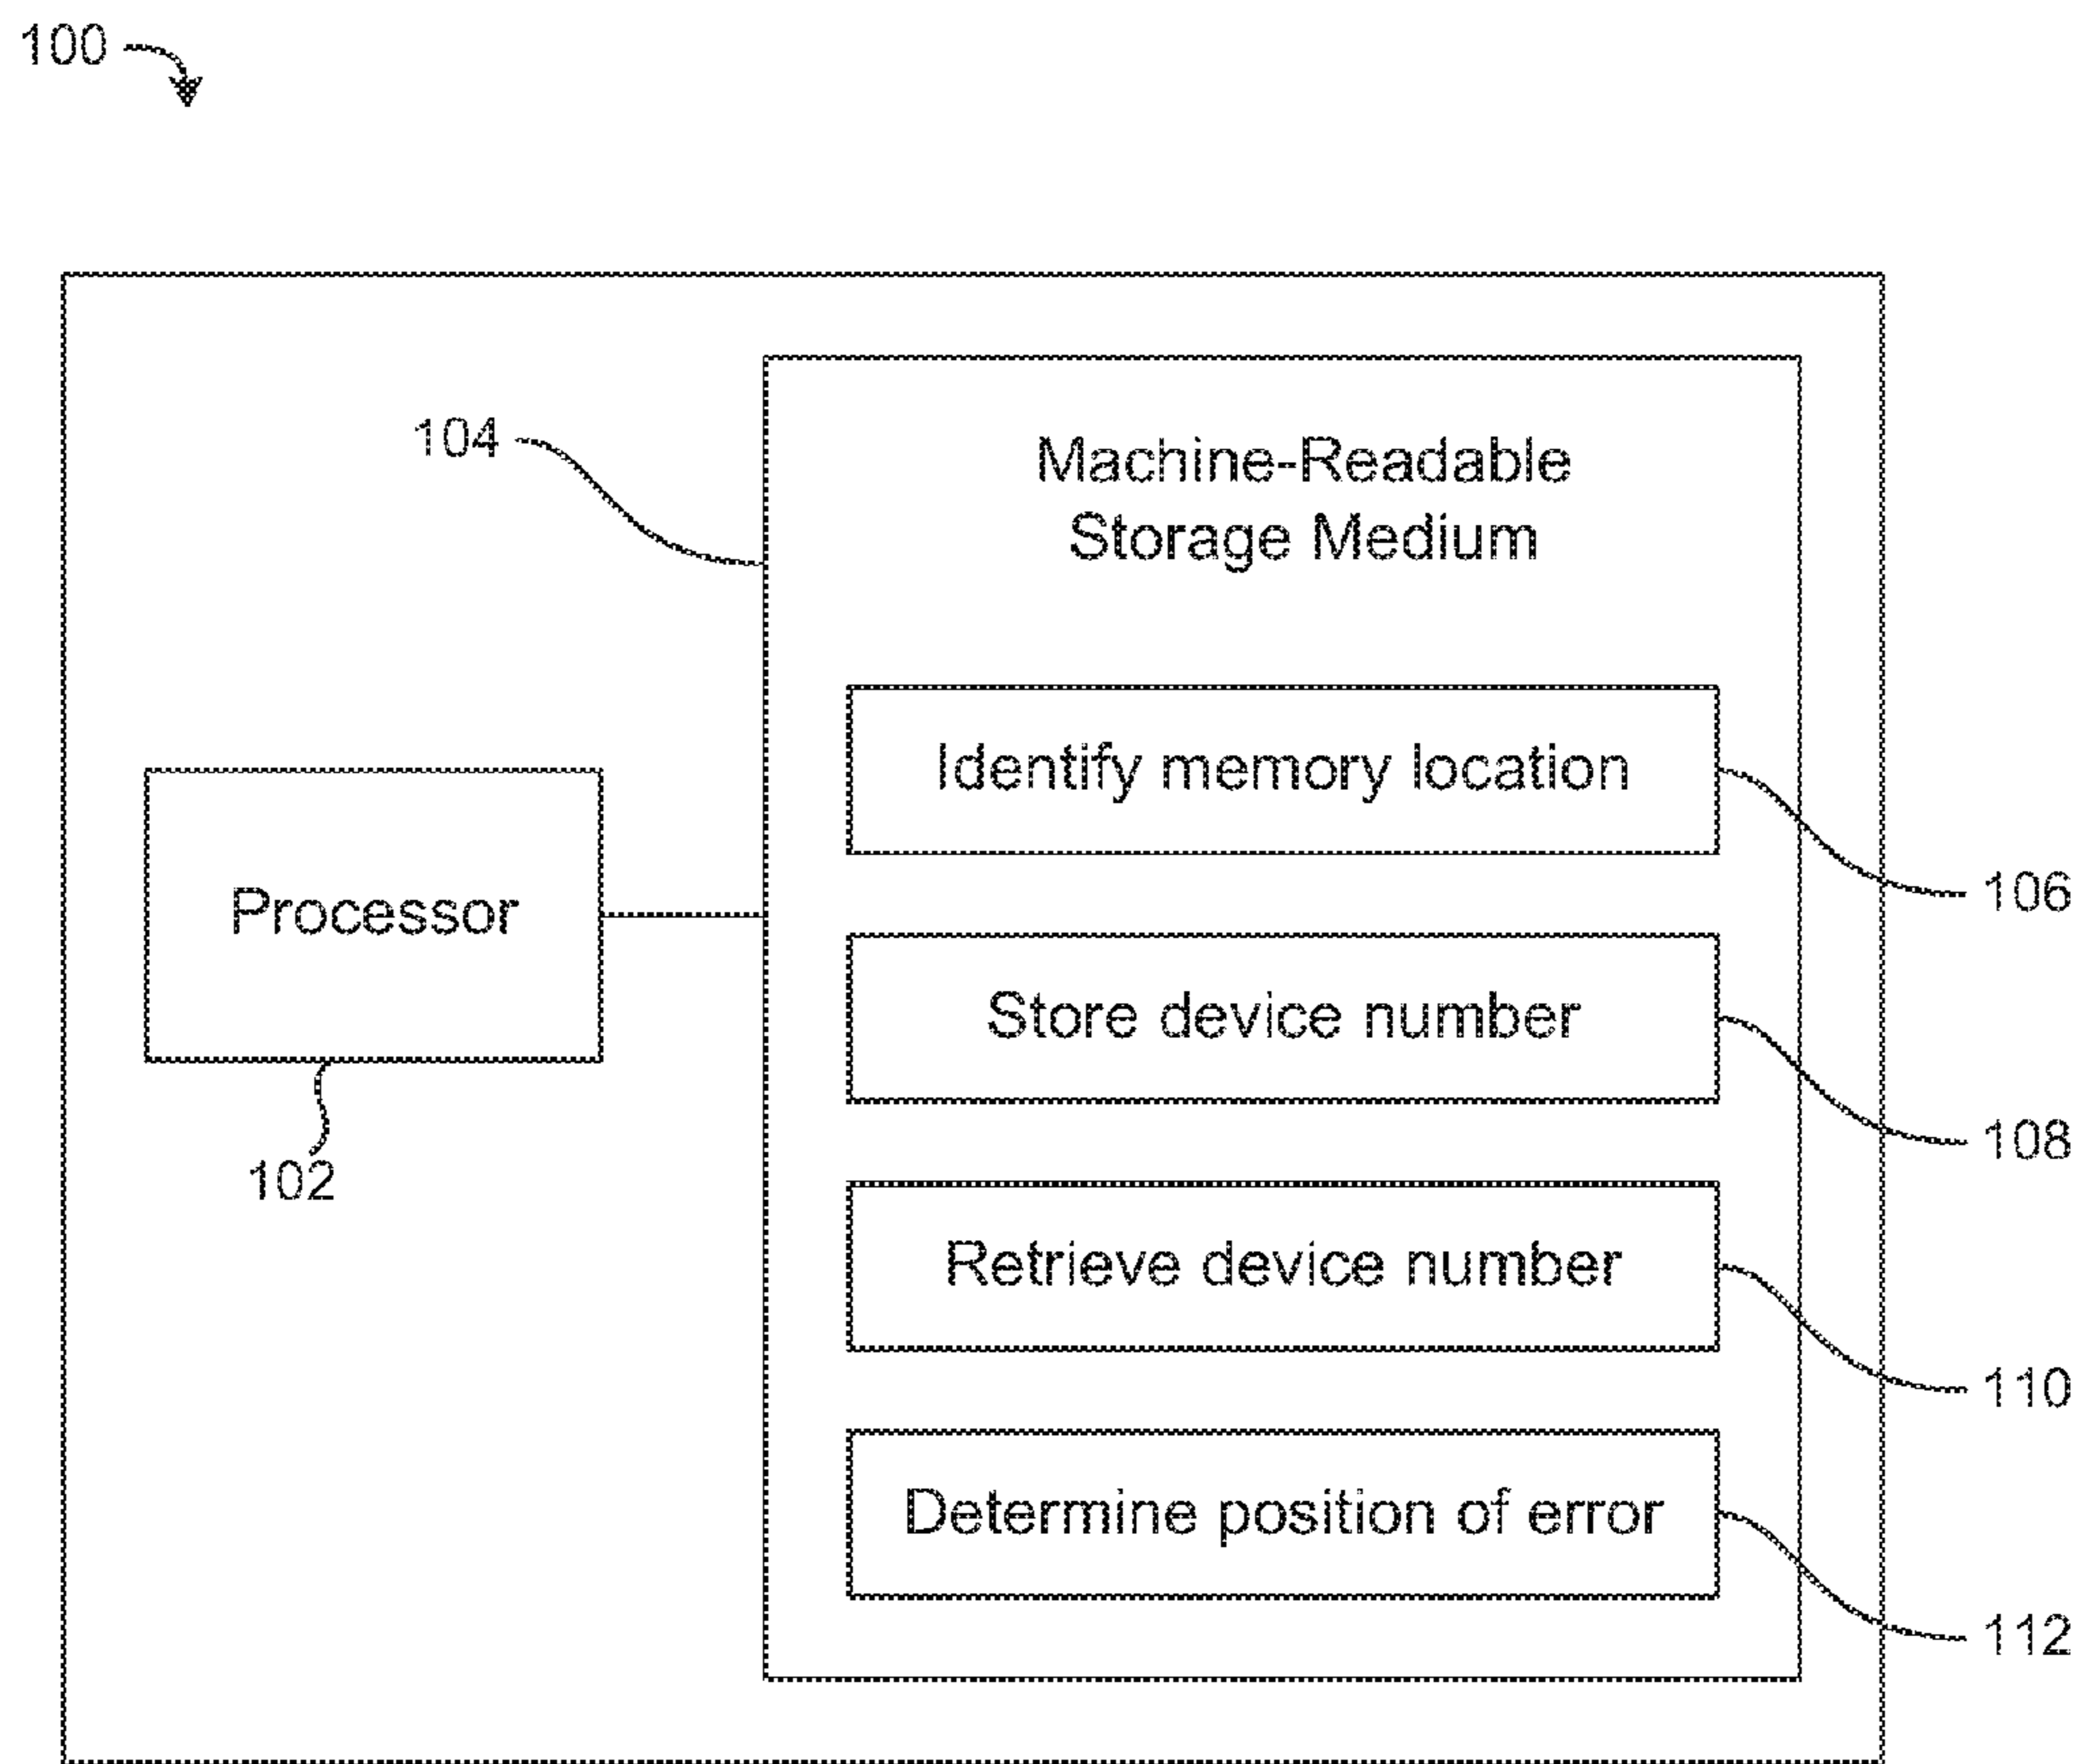 100
104
Machine-Readable
Storage Medium
Identify memory location
106
Processor
Store device number
108
102
Retrieve device number
110
Determine position of error
112